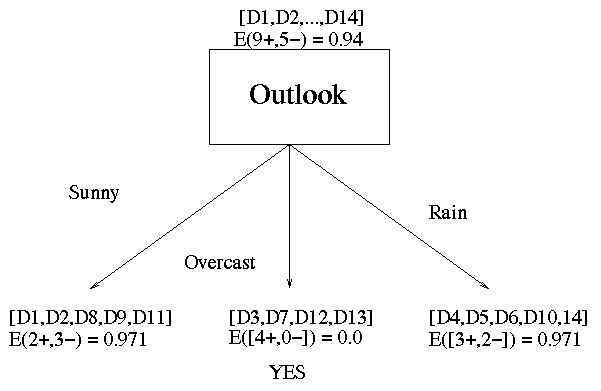 [D1,D2,...,D14]
E(9+,5−) = 0.94
Outlook
Sunny
Rain
Overcast
[D1,D2,D8,D9,D11]
E(2+,3−) = 0.971
[D3,D7,D12,D13]
E([4+,0−]) = 0.0
[D4,D5,D6,D10,14]
E([3+,2−]) = 0.971
YES